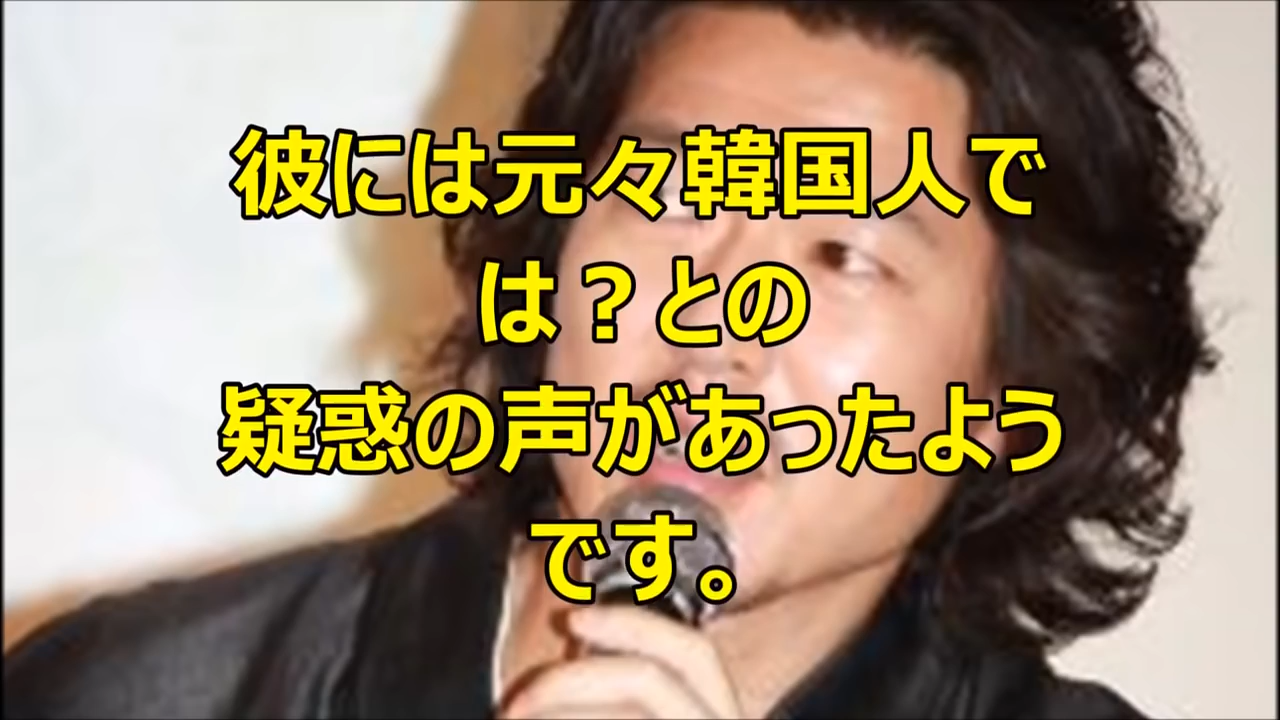 彼には元々韓国人で
は？との
疑惑の声があったよう
です。